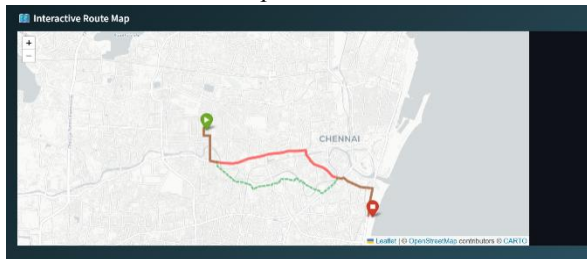 Interactive Route Map
+
−
CHENNAI
Leaflet | © OpenStreetMap contributors © CARTO